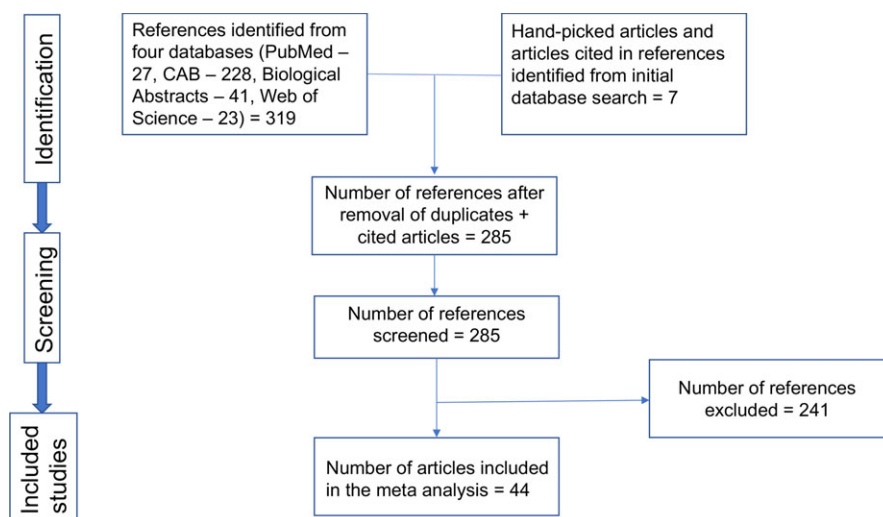 Identification
References identified from
four databases (PubMed –
27, CAB – 228, Biological
Abstracts – 41, Web of
Science – 23) = 319
Hand-picked articles and
articles cited in references
identified from initial
database search = 7
Number of references after
removal of duplicates +
cited articles = 285
Screening
Number of references
screened = 285
Number of references
excluded = 241
Included
studies
Number of articles included
in the meta analysis = 44